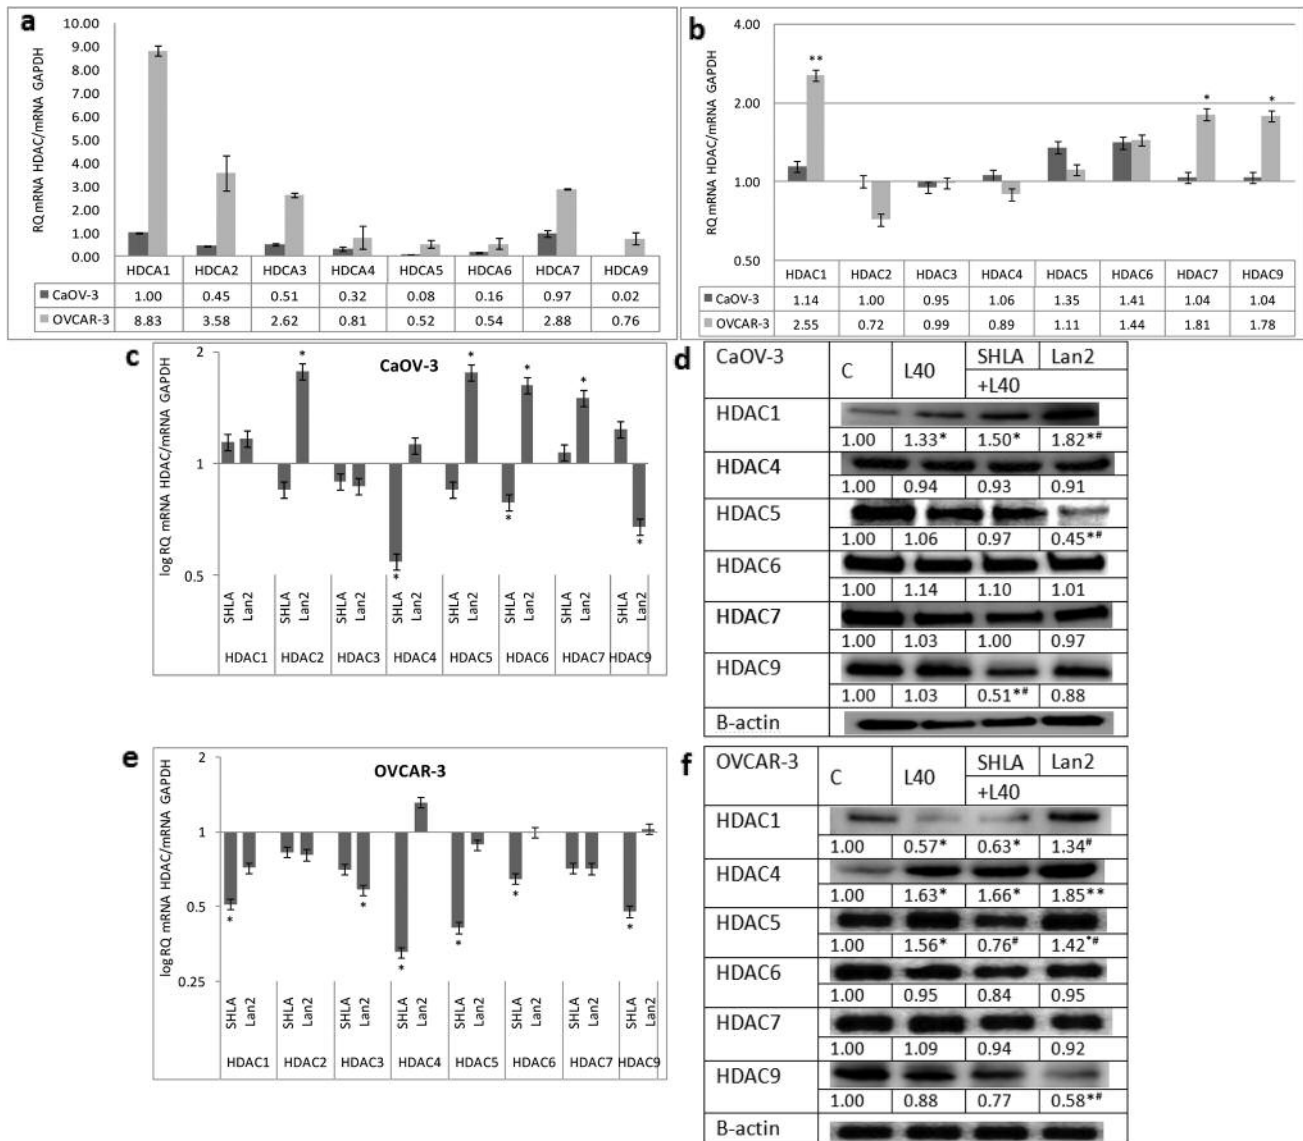 a
RQ mRNA HDAC/mRNA GAPDH
10.00
9.00
8.00
7.00
6.00
5.00
4.00
3.00
2.00
1.00
0.00
HDCA1 HDCA2 HDCA3 HDCA4 HDCA5 HDCA6 HDCA7 HDCA9
CaOV-3 1.00 0.45 0.51 0.32 0.08 0.16 0.97 0.02
OVCAR-3 8.83 3.58 2.62 0.81 0.52 0.54 2.88 0.76
b
RQ mRNA HDAC/mRNA GAPDH
4.00
2.00
1.00
0.50
** * *
HDAC1 HDAC2 HDAC3 HDAC4 HDAC5 HDAC6 HDAC7 HDAC9
CaOV-3 1.14 1.00 0.95 1.06 1.35 1.41 1.04 1.04
OVCAR-3 2.55 0.72 0.99 0.89 1.11 1.44 1.81 1.78
c
CaOV-3
log RQ mRNA HDAC/mRNA GAPDH
2
1
0.5
* * * * * * *
SHLA Lan2 SHLA Lan2 SHLA Lan2 SHLA Lan2 SHLA Lan2 SHLA Lan2 SHLA Lan2 SHLA Lan2
HDAC1 HDAC2 HDAC3 HDAC4 HDAC5 HDAC6 HDAC7 HDAC9
d
CaOV-3 C L40 SHLA Lan2
+L40
HDAC1
1.00 1.33* 1.50* 1.82*#
HDAC4
1.00 0.94 0.93 0.91
HDAC5
1.00 1.06 0.97 0.45*#
HDAC6
1.00 1.14 1.10 1.01
HDAC7
1.00 1.03 1.00 0.97
HDAC9
1.00 1.03 0.51*# 0.88
B-actin
e
OVCAR-3
log RQ mRNA HDAC/mRNA GAPDH
2
1
0.5
0.25
* * * * * *
SHLA Lan2 SHLA Lan2 SHLA Lan2 SHLA Lan2 SHLA Lan2 SHLA Lan2 SHLA Lan2 SHLA Lan2
HDAC1 HDAC2 HDAC3 HDAC4 HDAC5 HDAC6 HDAC7 HDAC9
f
OVCAR-3 C L40 SHLA Lan2
+L40
HDAC1
1.00 0.57* 0.63* 1.34#
HDAC4
1.00 1.63* 1.66* 1.85**
HDAC5
1.00 1.56* 0.76# 1.42*#
HDAC6
1.00 0.95 0.84 0.95
HDAC7
1.00 1.09 0.94 0.92
HDAC9
1.00 0.88 0.77 0.58*#
B-actin